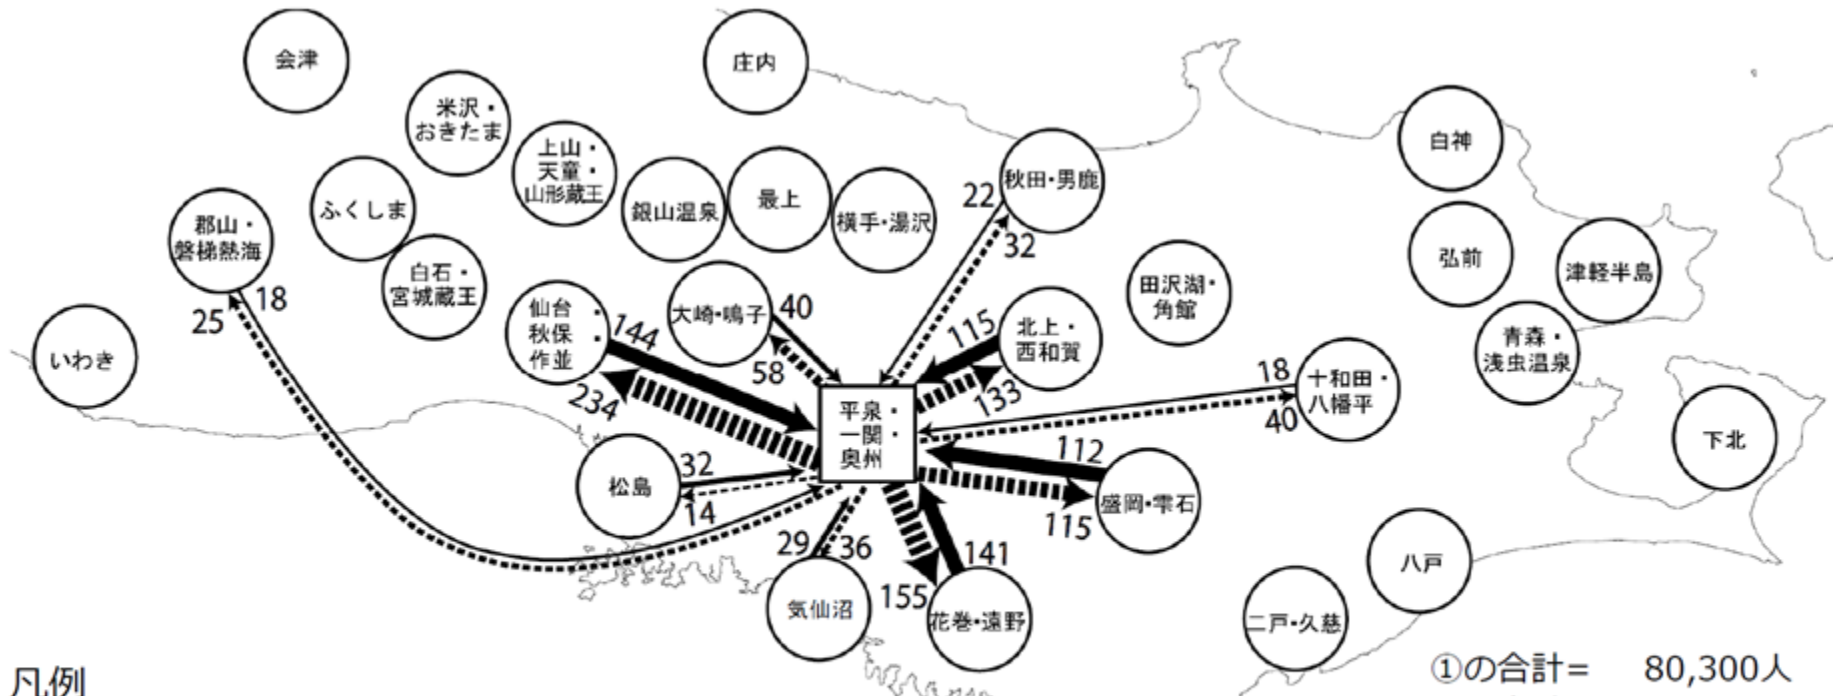 会津
庄内
米沢・
おきたま
上山・
天童・
山形蔵王
白神
秋田・男鹿
ふくしま
銀山温泉
最上
横手・湯沢
22
32
郡山・
磐梯熱海
弘前
津軽半島
白石・
宮城蔵王
田沢湖・
角館
25
18
仙台・
秋保・
作並
大崎・鳴子
40
144
58
234
115
133
北上・
西和賀
青森・
浅虫温泉
いわき
18
40
十和田・
八幡平
平泉・
一関・
奥州
下北
松島
32
14
112
115
盛岡・雫石
29
36
155
141
八戸
気仙沼
花巻・遠野
二戸・久慈
凡例
①の合計= 80,300人